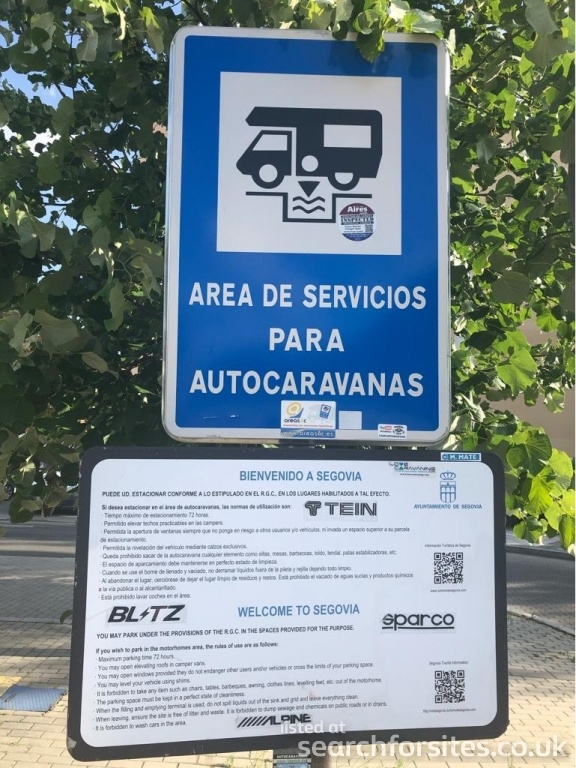 Aires
INSPECTED
AREA DE SERVICIOS
PARA
AUTOCARAVANAS
areasac
M. MATE
BIENVENIDO A SEGOVIA
AYUNTAMIENTO DE SEGOVIA
PUEDE UD. ESTACIONAR CONFORME A LO ESTIPULADO EN EL R.G.C., EN LOS LUGARES HABILITADOS A TAL EFECTO.
Si desea estacionar en el área de autocaravanas, las normas de utilización son:
TEIN
- Tiempo máximo de estacionamiento 72 horas.
- Permitido elevar techos practicables en las campers.
- Permitida la apertura de ventanas siempre que no ponga en riesgo a otros usuarios y/o vehículos, ni invada un espacio superior a su parcela
de estacionamiento.
- Permitida la nivelación del vehículo mediante calzos exclusivos.
- Queda prohibido sacar de la autocaravana cualquier elemento como sillas, mesas, barbacoas, toldo, tendal, patas estabilizadoras, etc.
- El espacio de aparcamiento debe mantenerse en perfecto estado de limpieza.
- Cuando se use el borne de llenado y vaciado, no derramar líquidos fuera de la pileta y rejilla dejando todo limpio.
- Al abandonar el lugar, cerciórese de dejar el lugar limpio de residuos y restos. Está prohibido el vaciado de aguas sucias y productos químicos
a la vía pública o al alcantarillado.
- Esta prohibido lavar coches en el área.
Información Turística de Segovia
BLITZ
WELCOME TO SEGOVIA
sparco
YOU MAY PARK UNDER THE PROVISIONS OF THE R.G.C. IN THE SPACES PROVIDED FOR THE PURPOSE.
If you wish to park in the motorhomes area, the rules of use are as follows:
- Maximum parking time 72 hours.
- You may open elevating roofs in camper vans.
- You may open windows provided they do not endanger other users and/or vehicles or cross the limits of your parking space.
- You may level your vehicle using shims.
- It is forbidden to take any item such as chairs, tables, barbecues, awning, clothes lines, levelling feet, etc. out of the motorhome.
- The parking space must be kept in a perfect state of cleanliness.
- When the filling and emptying terminal is used, do not spill liquids out of the sink and grid and leave everything clean.
- When leaving, ensure the site is free of litter and waste. It is forbidden to dump sewage and chemicals on public roads or in drains.
- It is forbidden to wash cars in the area.
Segovia Tourist Information
ALPINE
listed at
searchforsites.co.uk